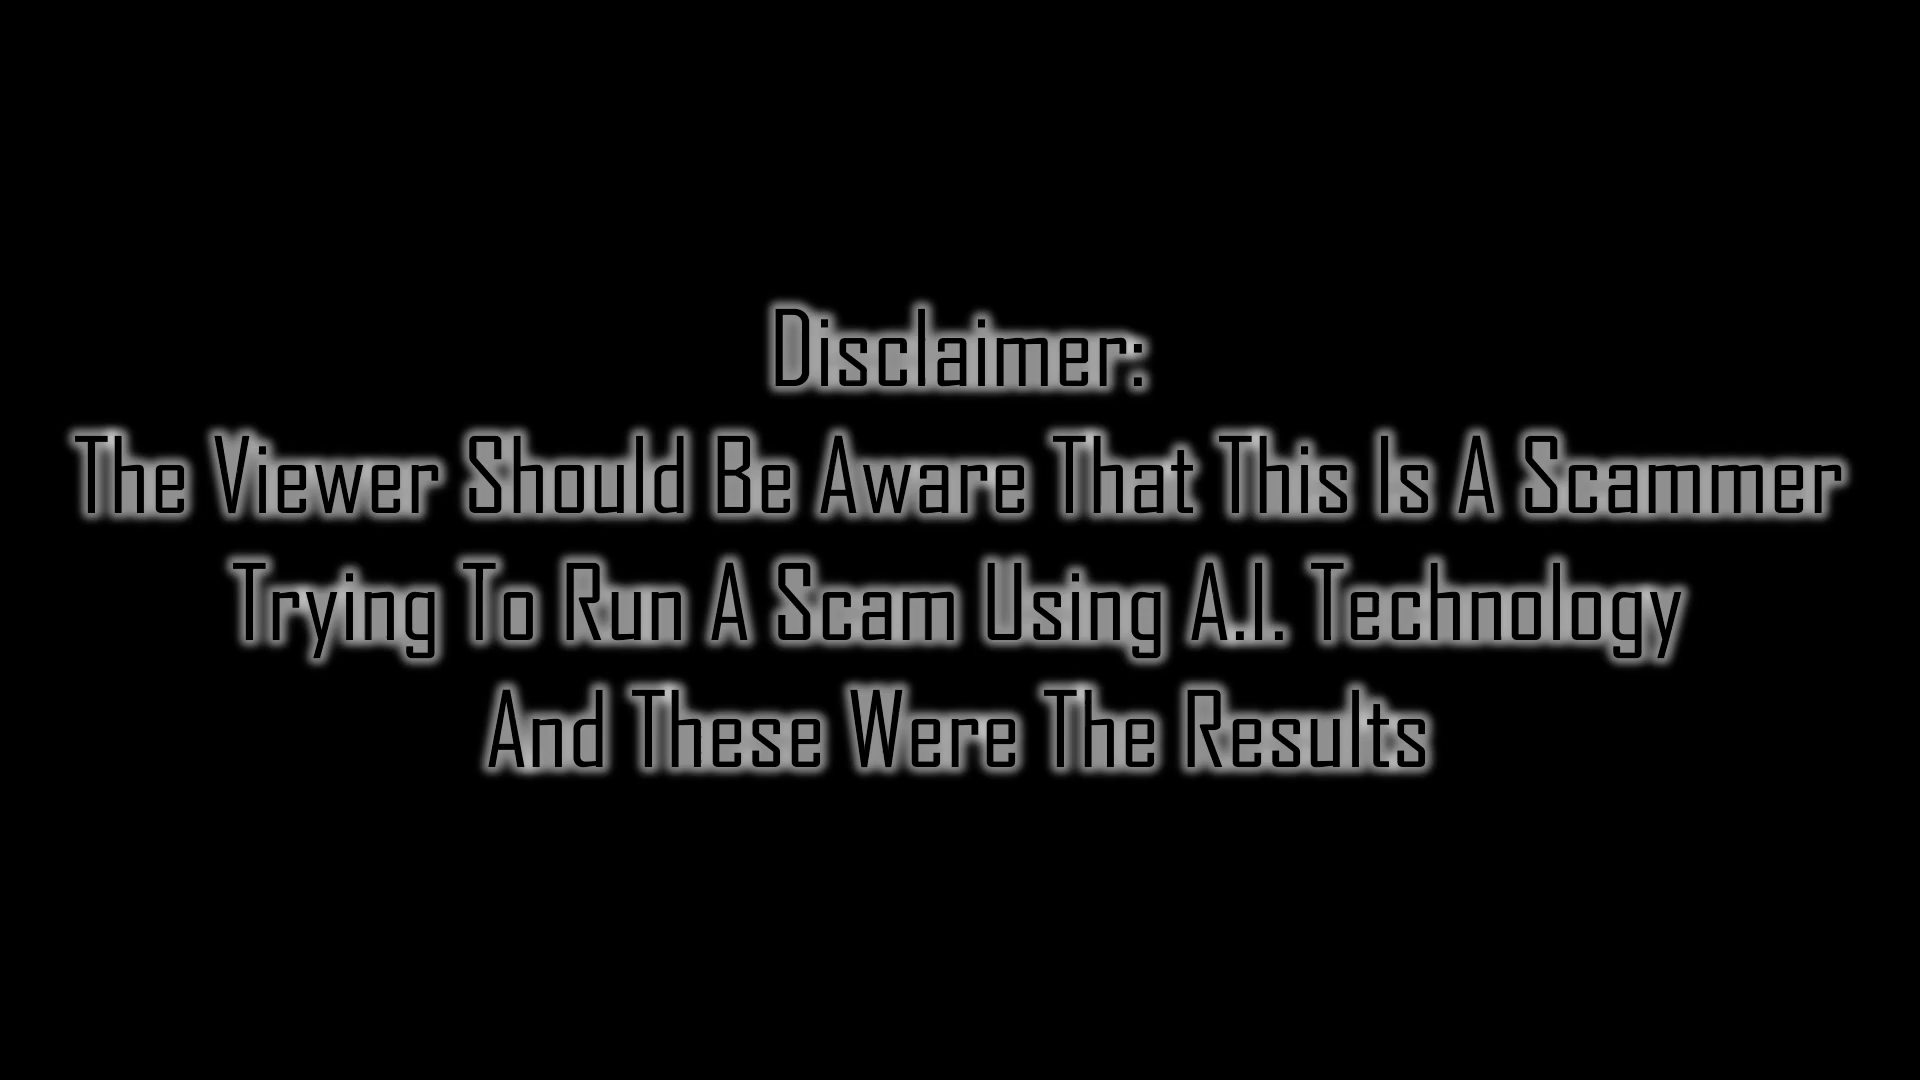 Disclaimer:
The Viewer Should Be Aware That This Is A Scammer
Trying To Run A Scam Using A.I. Technology
And These Were The Results